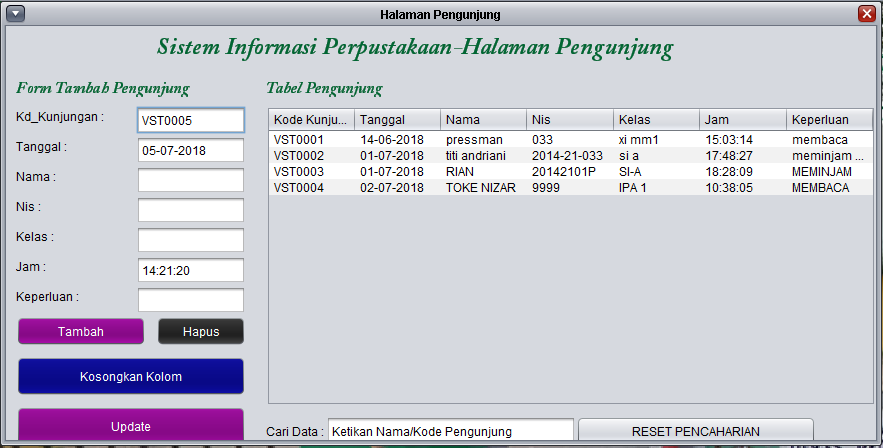 Halaman Pengunjung
Sistem Informasi Perpustakaan-Halaman Pengunjung
Form Tambah Pengunjung
Kd_Kunjungan : VST0005
Tanggal : 05-07-2018
Nama :
Nis :
Kelas :
Jam : 14:21:20
Keperluan :
Tambah Hapus
Kosongkan Kolom
Update
Tabel Pengunjung
Kode Kunju... Tanggal Nama Nis Kelas Jam Keperluan
VST0001 14-06-2018 pressman 033 xi mm1 15:03:14 membaca
VST0002 01-07-2018 titi andriani 2014-21-033 si a 17:48:27 meminjam ...
VST0003 01-07-2018 RIAN 20142101P SI-A 18:28:09 MEMINJAM
VST0004 02-07-2018 TOKE NIZAR 9999 IPA 1 10:38:05 MEMBACA
Cari Data : Ketikan Nama/Kode Pengunjung RESET PENCAHARIAN